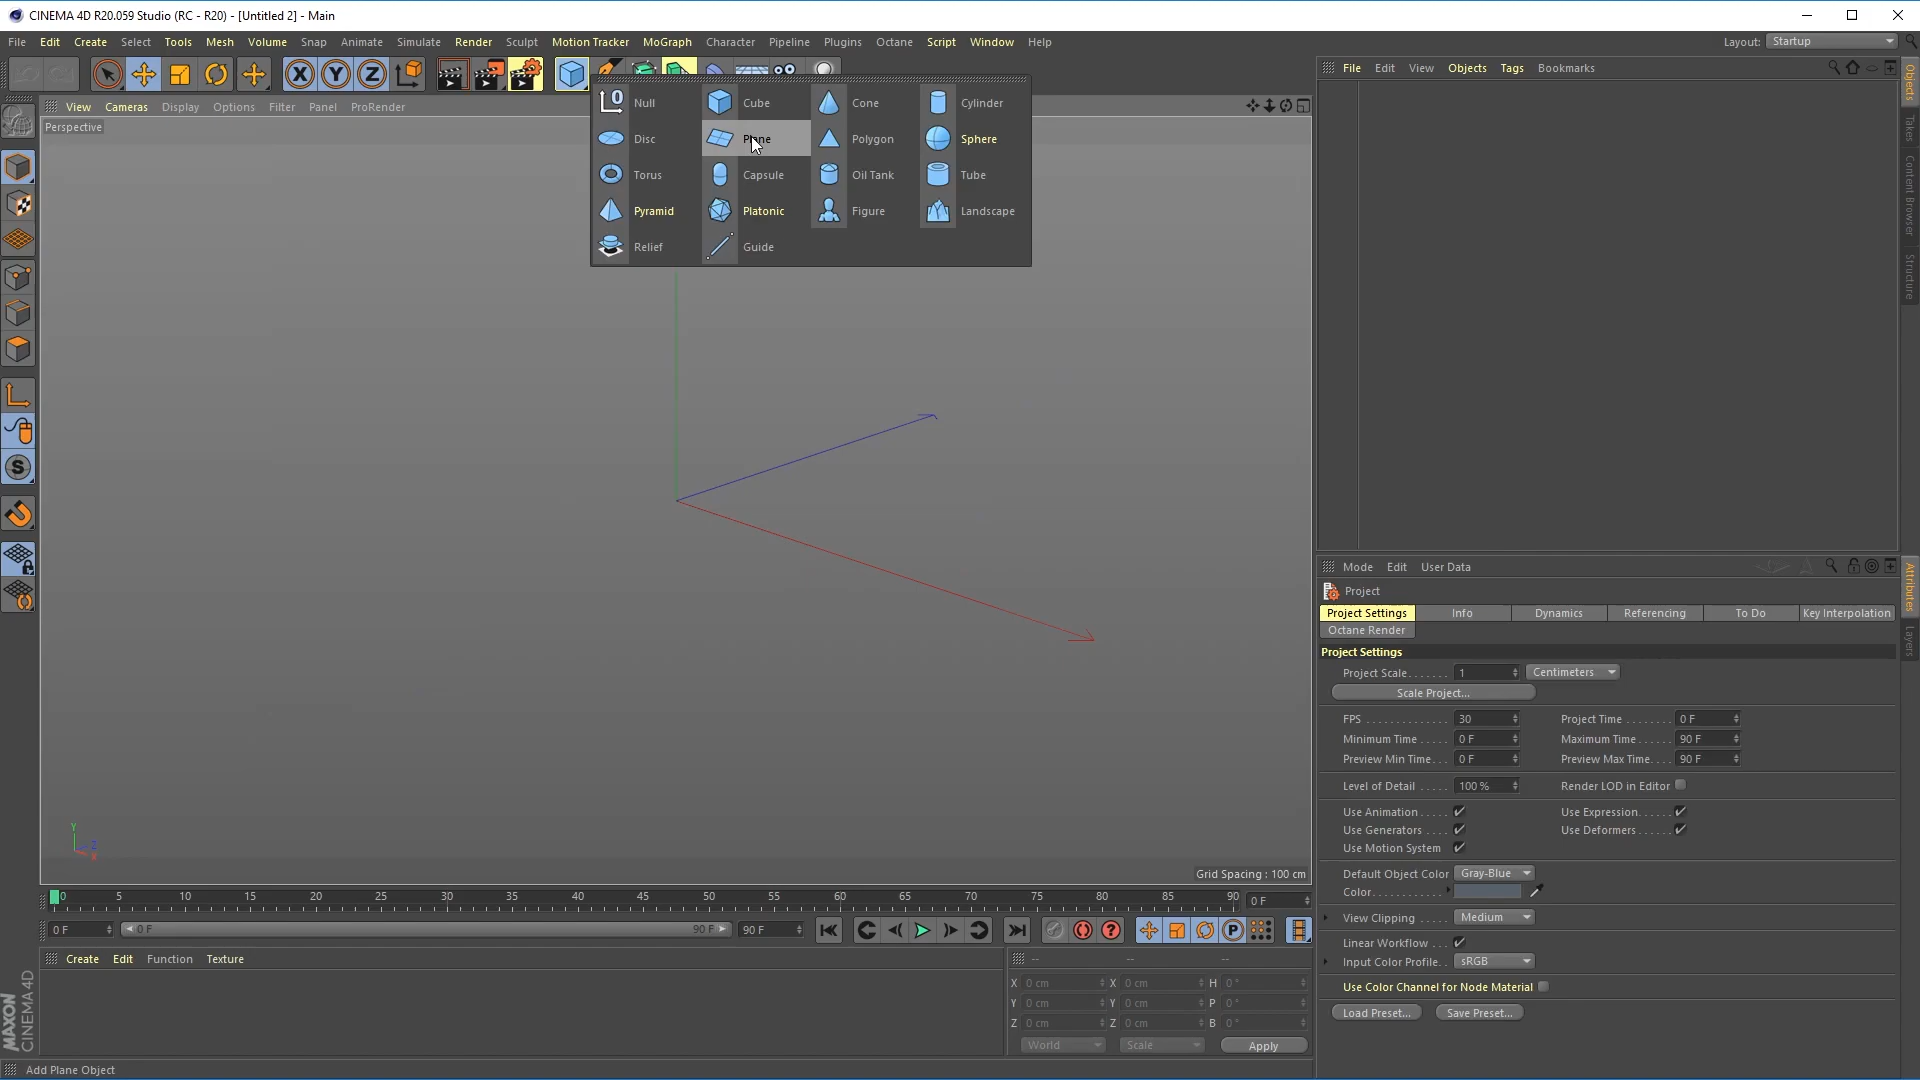 CINEMA 4D R20.059 Studio (RC - R20) - [Untitled 2] - Main
File Edit Create Select Tools Mesh Volume Snap Animate Simulate Render Sculpt Motion Tracker MoGraph Character Pipeline Plugins Octane Script Window Help
Layout: Startup
X Y Z
File Edit View Objects Tags Bookmarks
View Cameras Display Options Filter Panel ProRender
Perspective
Null Cube Cone Cylinder
Disc Plane Polygon Sphere
Torus Capsule Oil Tank Tube
Pyramid Platonic Figure Landscape
Relief Guide
Objects
Takes
Content Browser
Structure
S
Y
Z
X
Grid Spacing : 100 cm
Mode Edit User Data
Project
Project Settings Info Dynamics Referencing To Do Key Interpolation
Octane Render
Project Settings
Project Scale. . . . . . . 1 Centimeters
Scale Project...
FPS . . . . . . . . . . . . . . 30 Project Time . . . . . . . . 0 F
Minimum Time . . . . . 0 F Maximum Time . . . . . . 90 F
Preview Min Time. . . 0 F Preview Max Time. . . . 90 F
Level of Detail . . . . . 100 % Render LOD in Editor
Use Animation . . . . . Use Expression. . . . . . .
Use Generators . . . . Use Deformers . . . . . .
Use Motion System
Default Object Color Gray-Blue
Color. . . . . . . . . . . .
View Clipping . . . . . Medium
Linear Workflow . . .
Input Color Profile. . sRGB
Use Color Channel for Node Material
Load Preset... Save Preset...
Attributes
Layers
0 5 10 15 20 25 30 35 40 45 50 55 60 65 70 75 80 85 90 0 F
0 F 0 F 90 F 90 F
P
Create Edit Function Texture
-- -- --
X 0 cm X 0 cm H 0 °
Y 0 cm Y 0 cm P 0 °
Z 0 cm Z 0 cm B 0 °
World Scale Apply
MAXON
CINEMA 4D
Add Plane Object